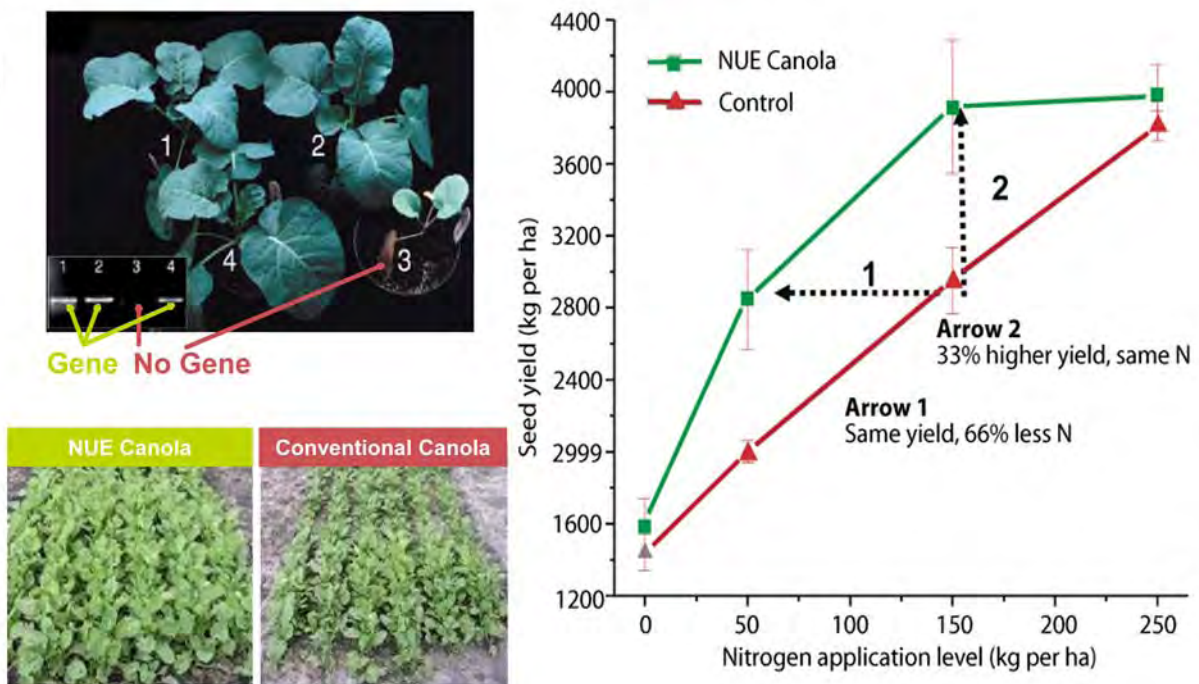 1
2
3
4
1 2 3 4
Gene No Gene
NUE Canola
Conventional Canola
4400
4000
3600
3200
2800
2400
2999
1600
1200
Seed yield (kg per ha)
NUE Canola
Control
1
2
Arrow 2
33% higher yield, same N
Arrow 1
Same yield, 66% less N
0 50 100 150 200 250
Nitrogen application level (kg per ha)